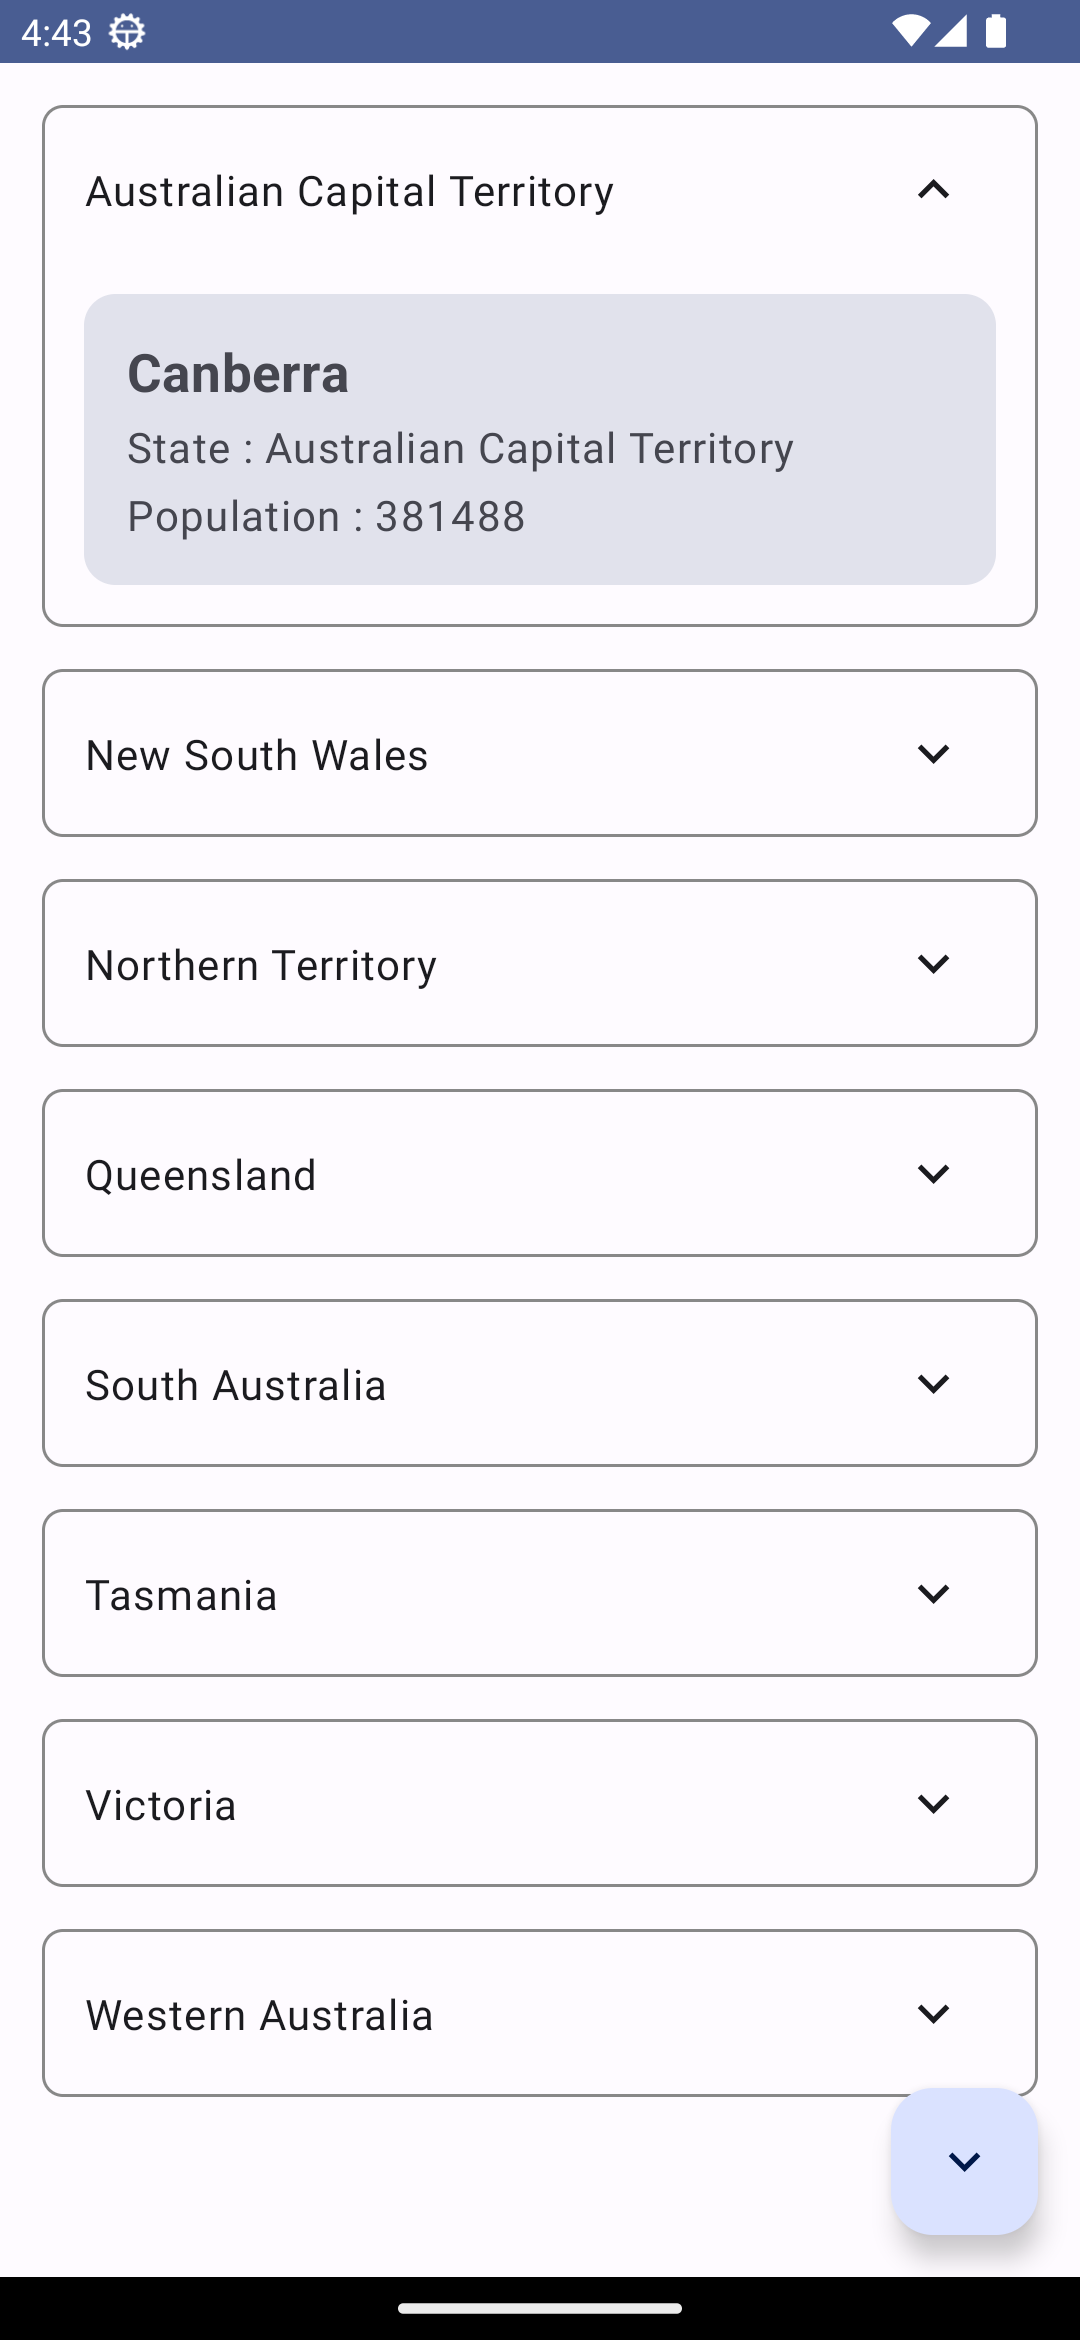 4:43
Australian Capital Territory
Canberra
State : Australian Capital Territory
Population : 381488
New South Wales
Northern Territory
Queensland
South Australia
Tasmania
Victoria
Western Australia